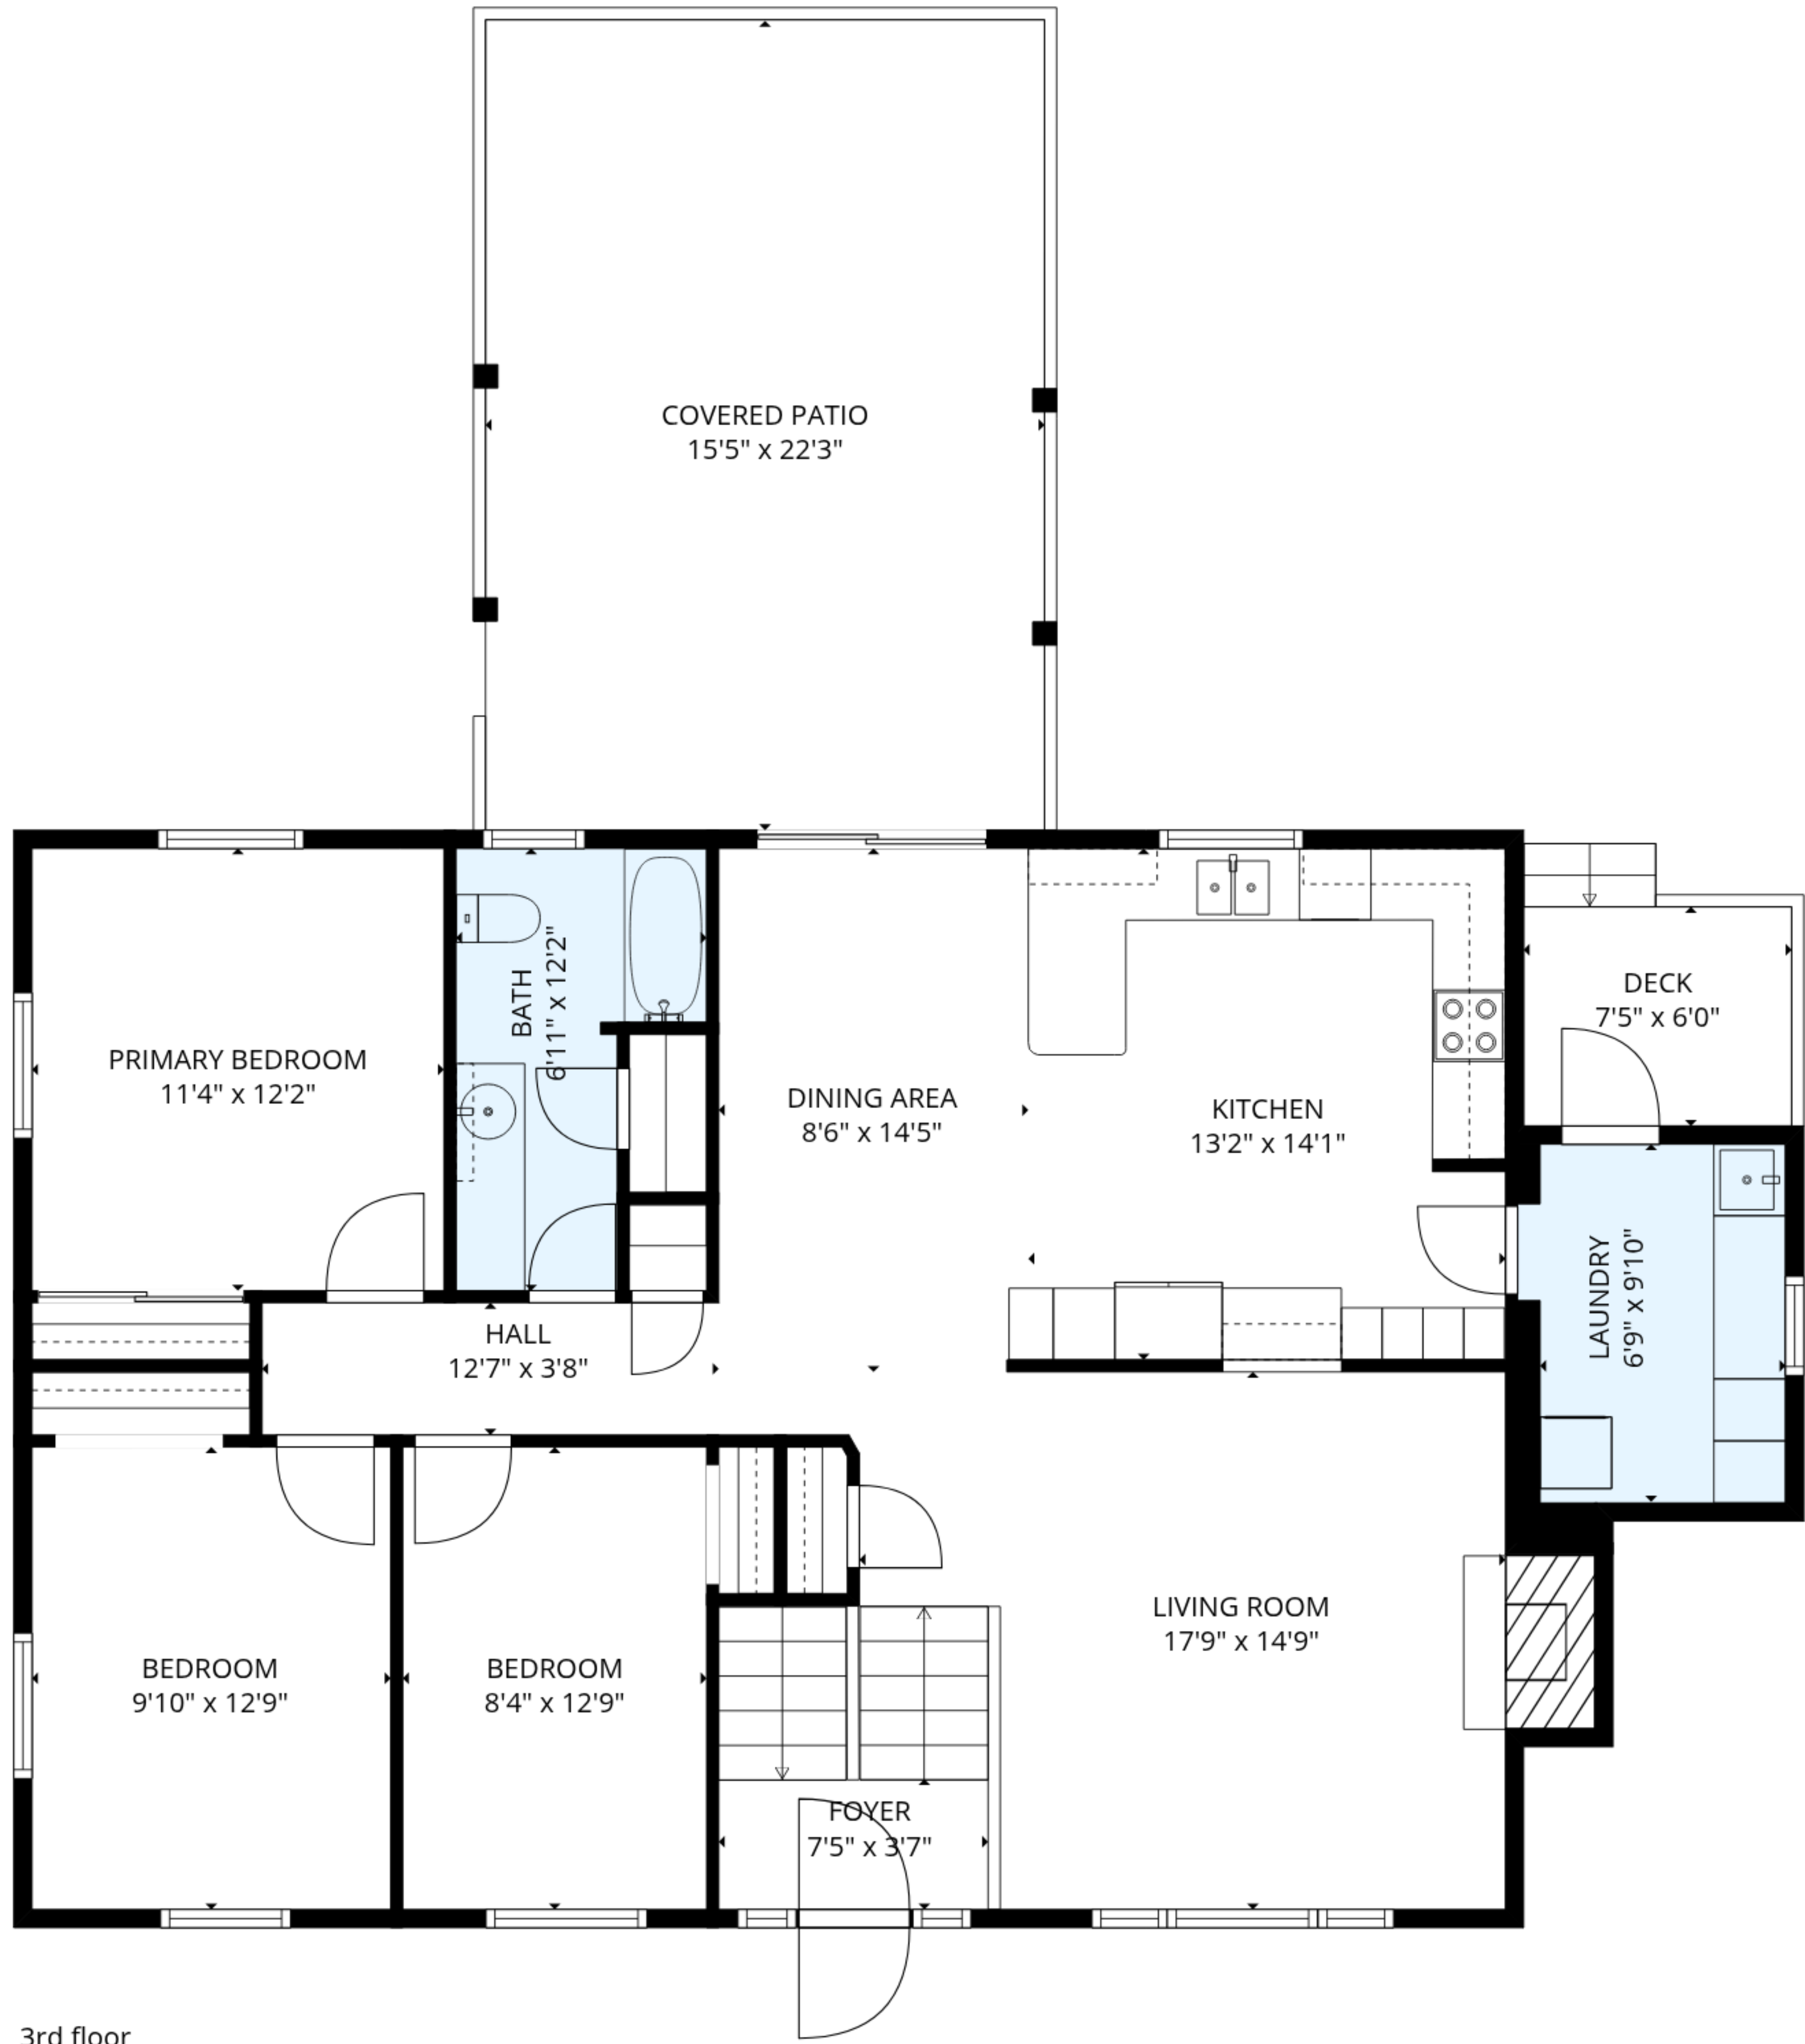 COVERED PATIO
15'5" x 22'3"
DECK
7'5" x 6'0"
BATH
6'11" x 12'2"
PRIMARY BEDROOM
11'4" x 12'2"
DINING AREA
8'6" x 14'5"
KITCHEN
13'2" x 14'1"
LAUNDRY
6'9" x 9'10"
HALL
12'7" x 3'8"
LIVING ROOM
17'9" x 14'9"
BEDROOM
9'10" x 12'9"
BEDROOM
8'4" x 12'9"
FOYER
7'5" x 3'7"
3rd floor